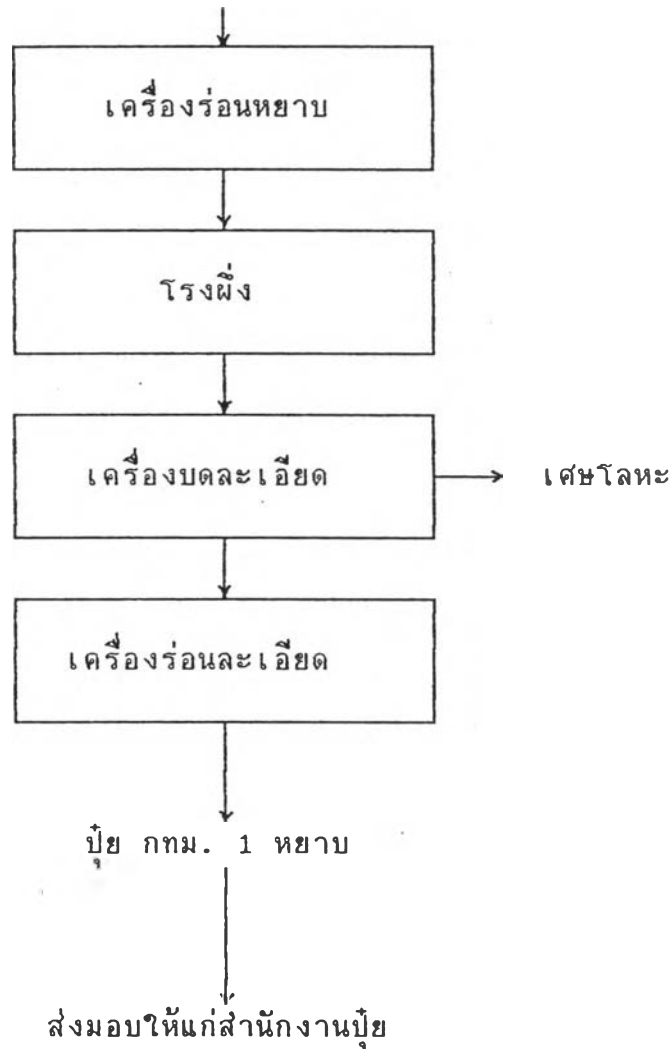 เครื่องร่อนหยาบ
โรงผึ่ง
เครื่องบดละเอียด
เศษโลหะ
เครื่องร่อนละเอียด
ปุ๋ย กทม. 1 หยาบ
ส่งมอบให้แก่สำนักงานปุ๋ย